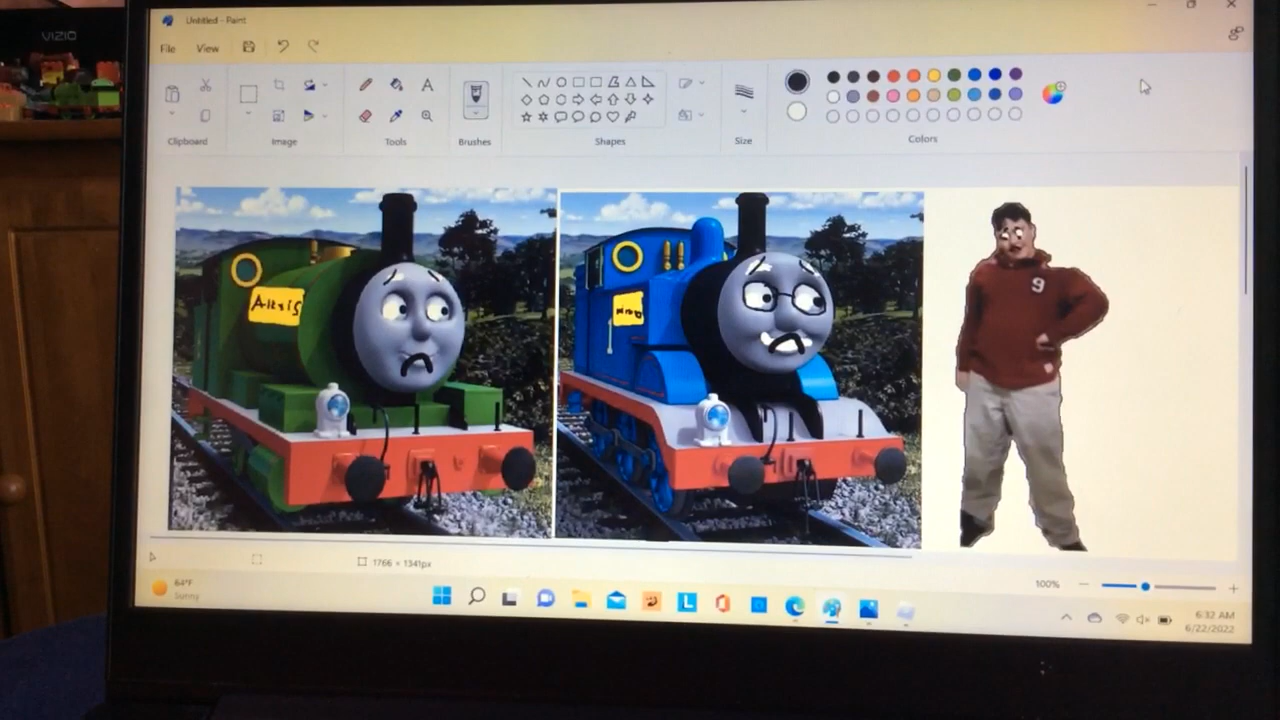 VIZIO
Untitled - Paint
File View
Clipboard
Image
Tools
Brushes
Shapes
Size
Colors
A
Alexis
9
1766 × 1341px
100%
64°F
Sunny
L
6:32 AM
6/22/2022